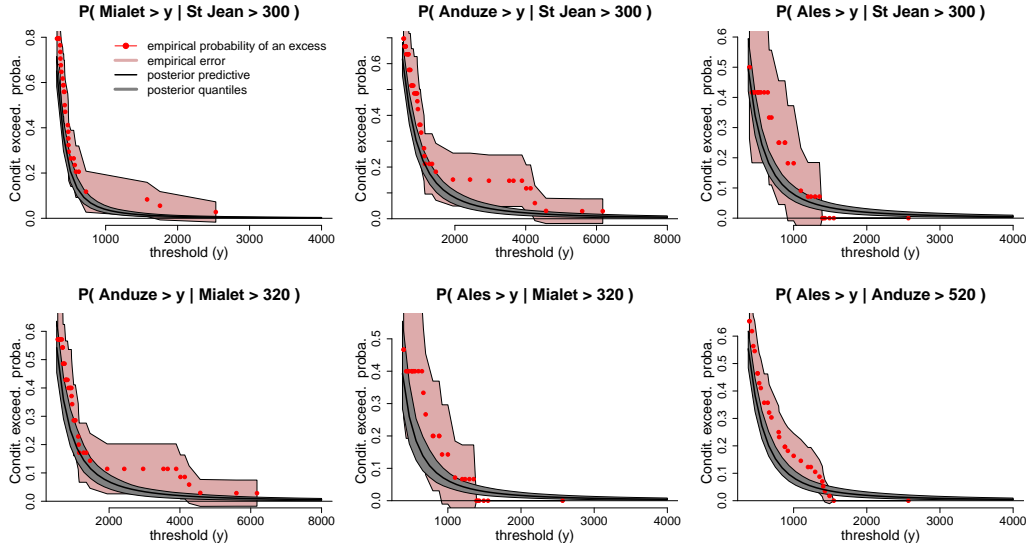 P( Mialet > y | St Jean > 300 )
Condit. exceed. proba.
0.0 0.2 0.4 0.6 0.8
empirical probability of an excess
empirical error
posterior predictive
posterior quantiles
1000 2000 3000 4000
threshold (y)
P( Anduze > y | St Jean > 300 )
Condit. exceed. proba.
0.0 0.1 0.2 0.3 0.4 0.5 0.6 0.7
2000 4000 6000 8000
threshold (y)
P( Ales > y | St Jean > 300 )
Condit. exceed. proba.
0.0 0.1 0.2 0.3 0.4 0.5 0.6
1000 2000 3000 4000
threshold (y)
P( Anduze > y | Mialet > 320 )
Condit. exceed. proba.
0.0 0.1 0.2 0.3 0.4 0.5 0.6
2000 4000 6000 8000
threshold (y)
P( Ales > y | Mialet > 320 )
Condit. exceed. proba.
0.0 0.1 0.2 0.3 0.4 0.5
1000 2000 3000 4000
threshold (y)
P( Ales > y | Anduze > 520 )
Condit. exceed. proba.
0.0 0.1 0.2 0.3 0.4 0.5 0.6
1000 2000 3000 4000
threshold (y)